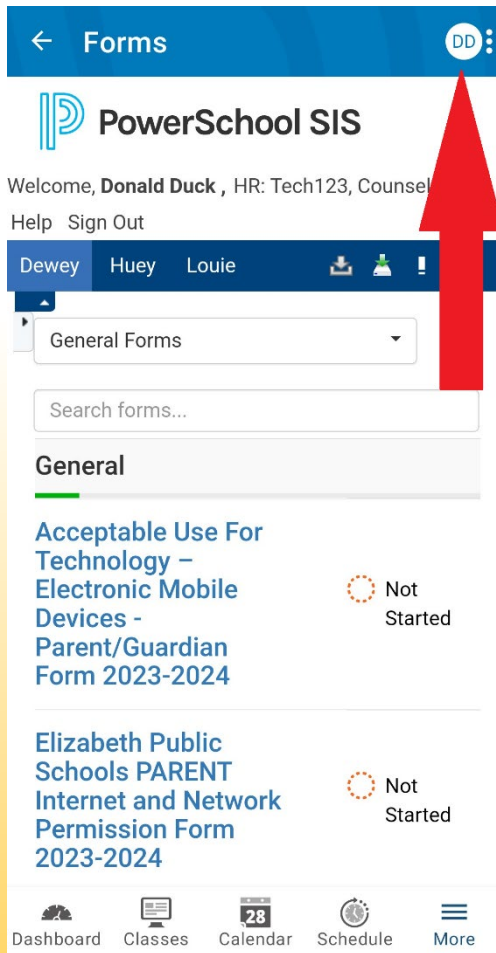 Forms
DD
PowerSchool SIS
Welcome, Donald Duck , HR: Tech123,
Help Sign Out
Dewey Huey Louie
General Forms
Search forms...
General
Acceptable Use For
Technology –
Electronic Mobile
Devices -
Parent/Guardian
Form 2023-2024
Not
Started
Elizabeth Public
Schools PARENT
Internet and Network
Permission Form
2023-2024
Not
Started
28
Dashboard Classes Calendar Schedule More